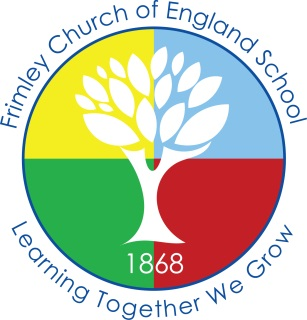 Frimley Church of England School
1868
Learning Together We Grow